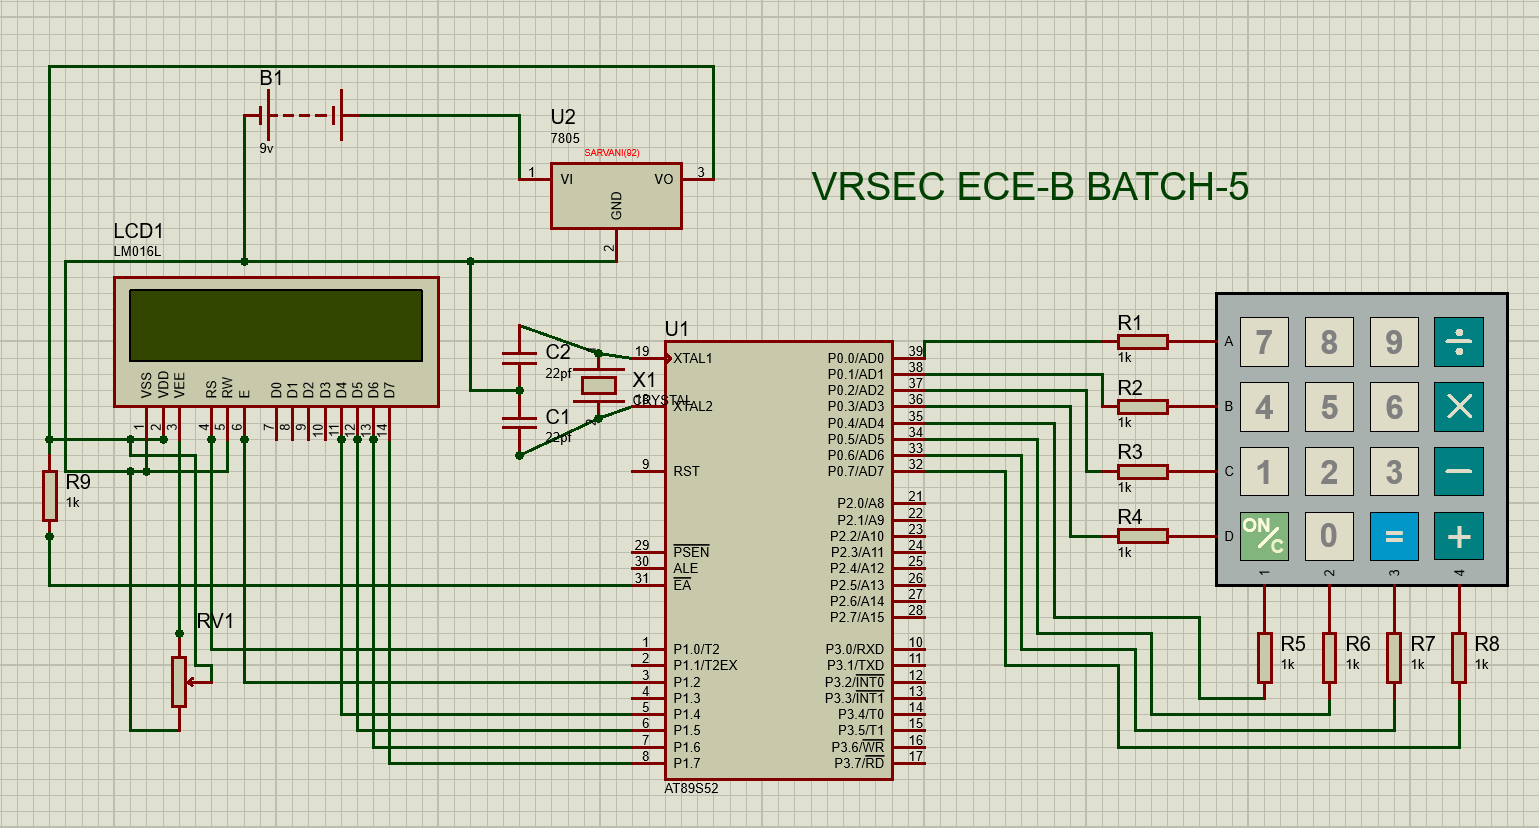 B1
9v
U2
7805
SARVANI(92)
1
VI
VO
3
GND
2
VRSEC ECE-B BATCH-5
LCD1
LM016L
VSS
VDD
VEE
RS
RW
E
D0
D1
D2
D3
D4
D5
D6
D7
1
2
3
4
5
6
7
8
9
10
11
12
13
14
R9
1k
RV1
C2
22pf
C1
22pf
X1
CRYSTAL
U1
19
XTAL1
18
XTAL2
9
RST
29
PSEN
30
ALE
31
EA
1
P1.0/T2
2
P1.1/T2EX
3
P1.2
4
P1.3
5
P1.4
6
P1.5
7
P1.6
8
P1.7
P0.0/AD0
39
P0.1/AD1
38
P0.2/AD2
37
P0.3/AD3
36
P0.4/AD4
35
P0.5/AD5
34
P0.6/AD6
33
P0.7/AD7
32
P2.0/A8
21
P2.1/A9
22
P2.2/A10
23
P2.3/A11
24
P2.4/A12
25
P2.5/A13
26
P2.6/A14
27
P2.7/A15
28
P3.0/RXD
10
P3.1/TXD
11
P3.2/INT0
12
P3.3/INT1
13
P3.4/T0
14
P3.5/T1
15
P3.6/WR
16
P3.7/RD
17
AT89S52
R1
1k
R2
1k
R3
1k
R4
1k
A
7
8
9
÷
B
4
5
6
×
C
1
2
3
−
D
ON/C
0
=
+
1
2
3
4
R5
1k
R6
1k
R7
1k
R8
1k